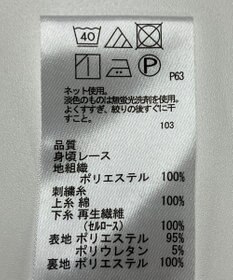 40
P
P63
ネット使用。
淡色のものは無蛍光洗剤を使用。
よくすすぎ、絞りの後すぐに干
すこと。
103
品質
身頃レース
地組織
ポリエステル 100%
刺繍糸
上糸 綿 100%
下糸 再生繊維
(セルロース) 100%
表地 ポリエステル 95%
ポリウレタン 5%
裏地 ポリエステル 100%